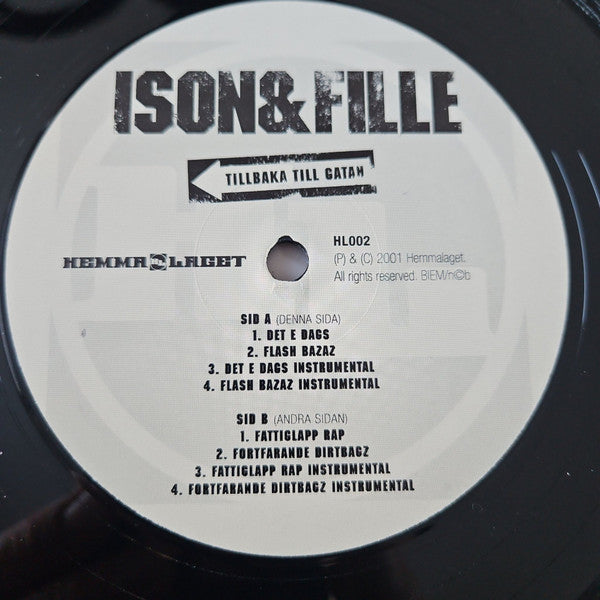 ISON&FILLE
TILLBAKA TILL GATAN
HEMMALAGET
HL002
(P) & (C) 2001 Hemmalaget.
All rights reserved. BIEM/n©b
SID A (DENNA SIDA)
1. DET E DAGS
2. FLASH BAZAZ
3. DET E DAGS INSTRUMENTAL
4. FLASH BAZAZ INSTRUMENTAL
SID B (ANDRA SIDAN)
1. FATTIGLAPP RAP
2. FORTFARANDE DIRTBAGZ
3. FATTIGLAPP RAP INSTRUMENTAL
4. FORTFARANDE DIRTBAGZ INSTRUMENTAL